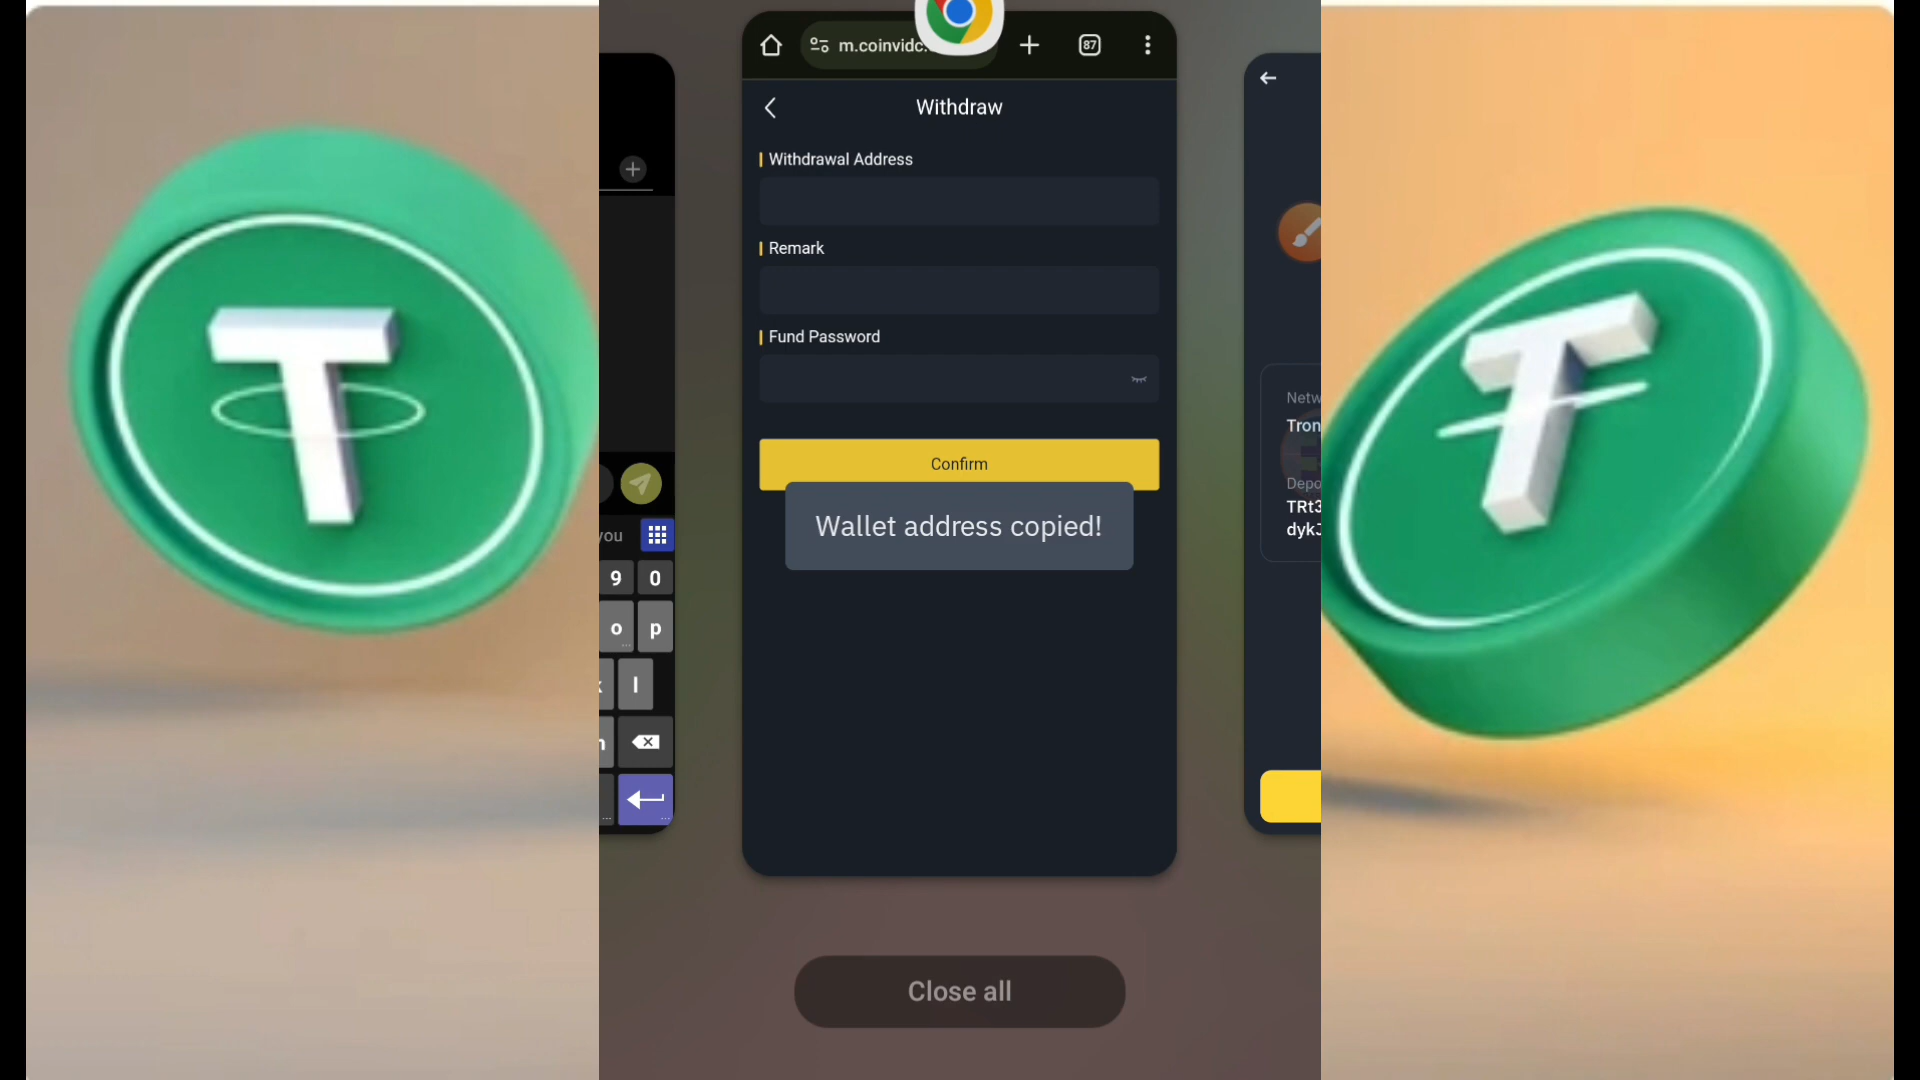 m.coinvidc.
87
Withdraw
Withdrawal Address
Remark
Fund Password
Confirm
Wallet address copied!
Close all
you
9 0
o p
l
Netw
Tron
Depo
TRt3
dykJ